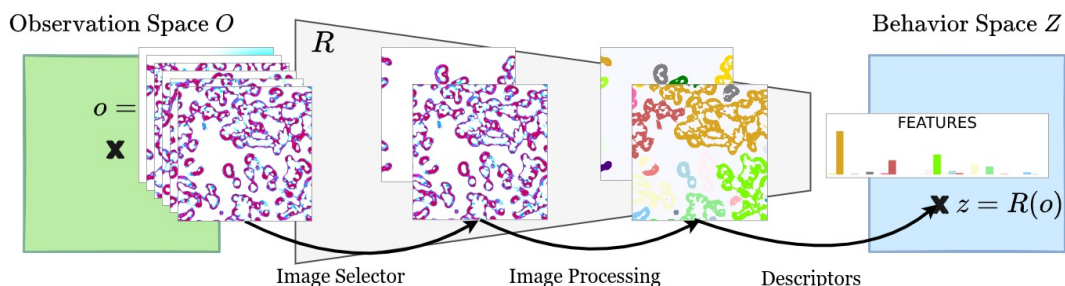 Observation Space O
R
Behavior Space Z
o =
FEATURES
z = R(o)
Image Selector
Image Processing
Descriptors